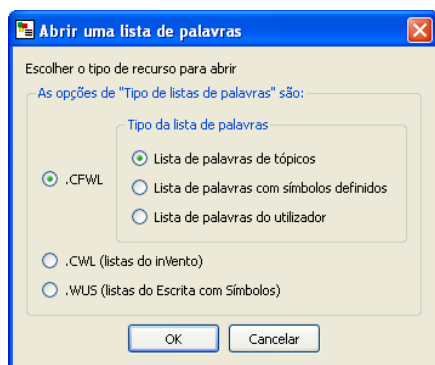 Abrir uma lista de palavras
Escolher o tipo de recurso para abrir
As opções de "Tipo de listas de palavras" são:
Tipo da lista de palavras
Lista de palavras de tópicos
.CFWL
Lista de palavras com símbolos definidos
Lista de palavras do utilizador
.CWL (listas do inVento)
.WUS (listas do Escrita com Símbolos)
OK
Cancelar